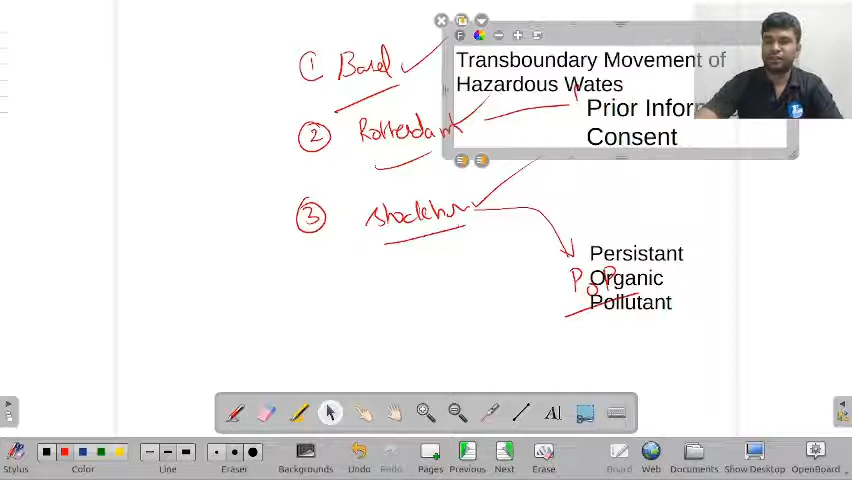 Transboundary Movement of
Hazardous Wates
① Basel
Prior Infor
Consent
② Rotterdam
③ Stockhom
Persistant
Organic
Pollutant
POP
Stylus
Color
Line
Eraser
Backgrounds
Undo
Redo
Pages
Previous
Next
Erase
Board
Web
Documents
Show Desktop
OpenBoard